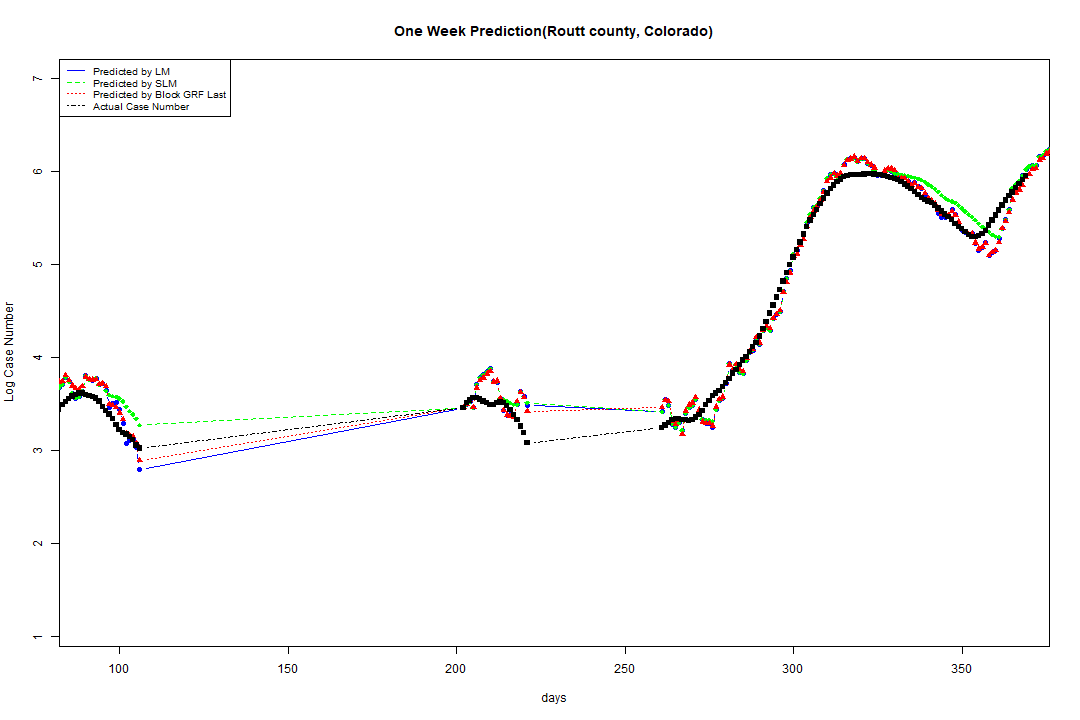 One Week Prediction(Routt county, Colorado)
Predicted by LM
Predicted by SLM
Predicted by Block GRF Last
Actual Case Number
7
6
5
4
3
2
1
Log Case Number
100 150 200 250 300 350
days